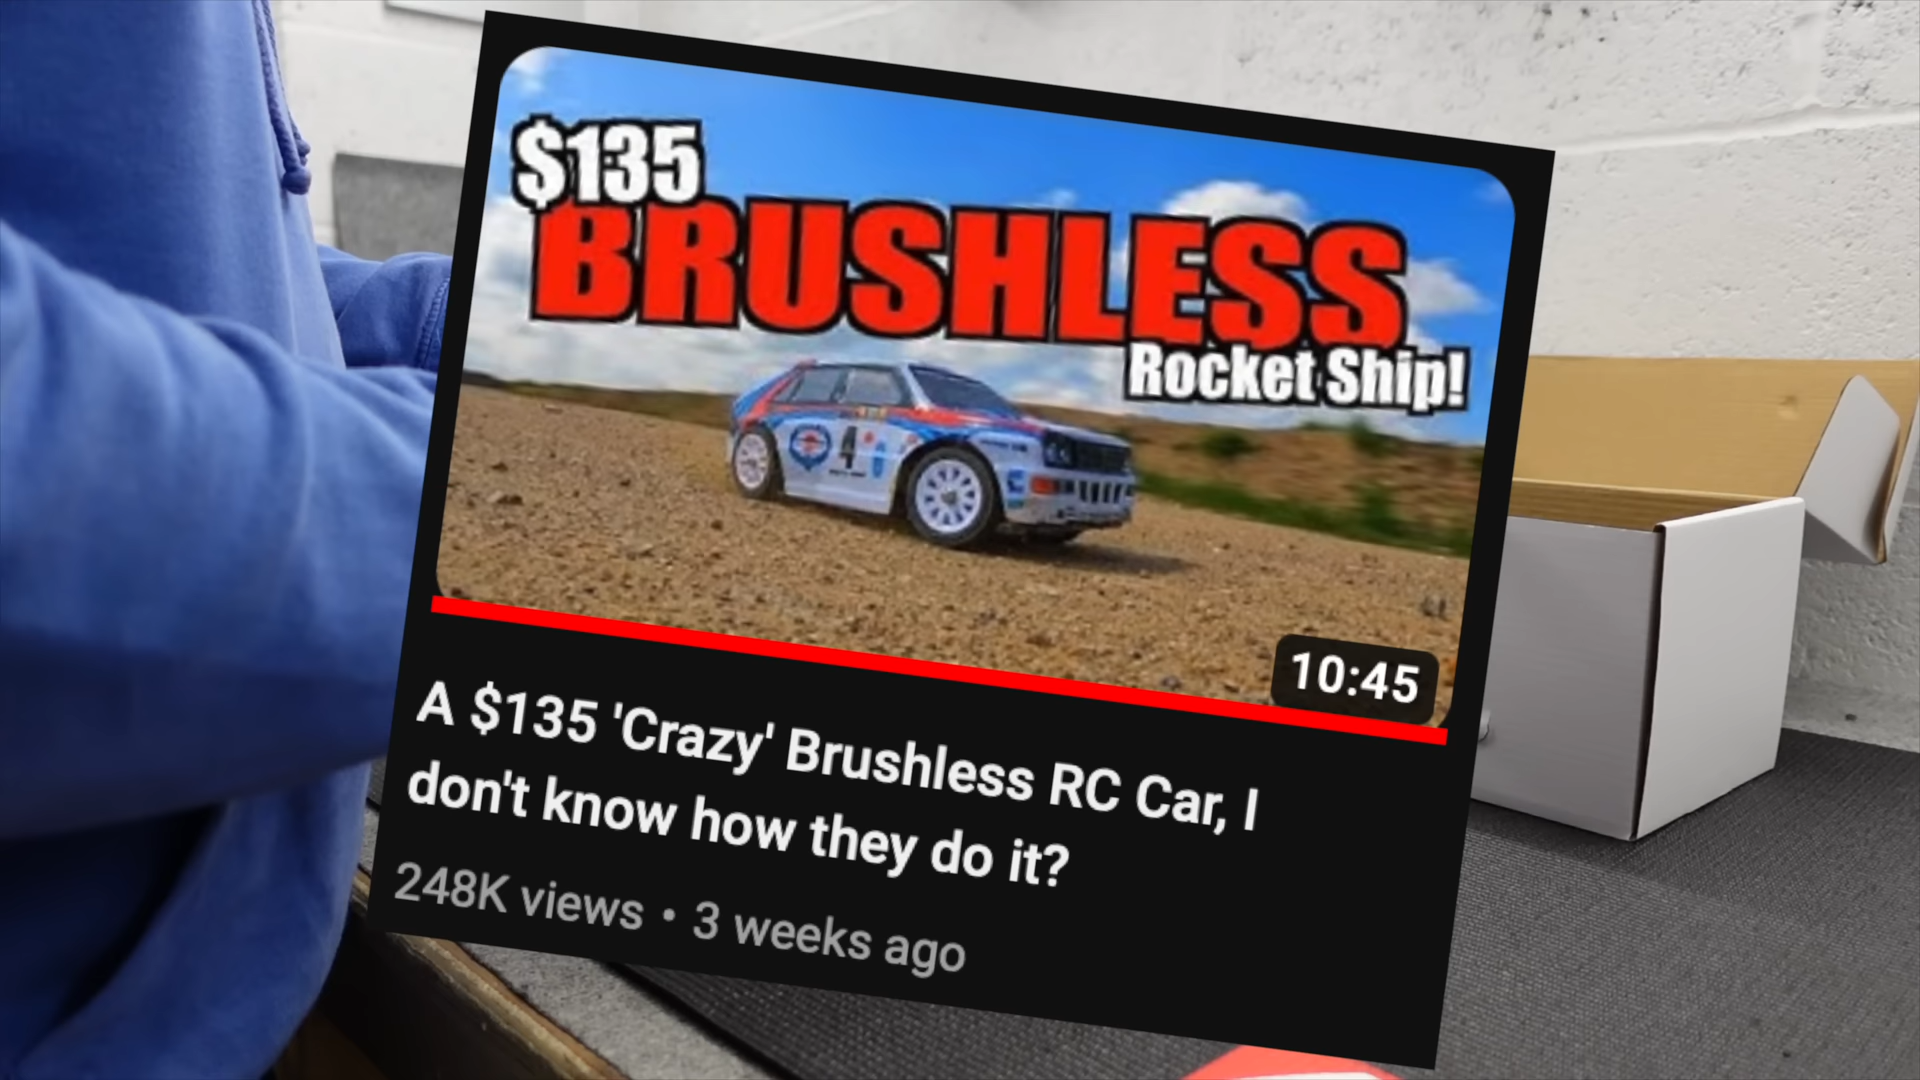 $135
BRUSHLESS
Rocket Ship!
4
10:45
A $135 'Crazy' Brushless RC Car, I
don't know how they do it?
248K views • 3 weeks ago